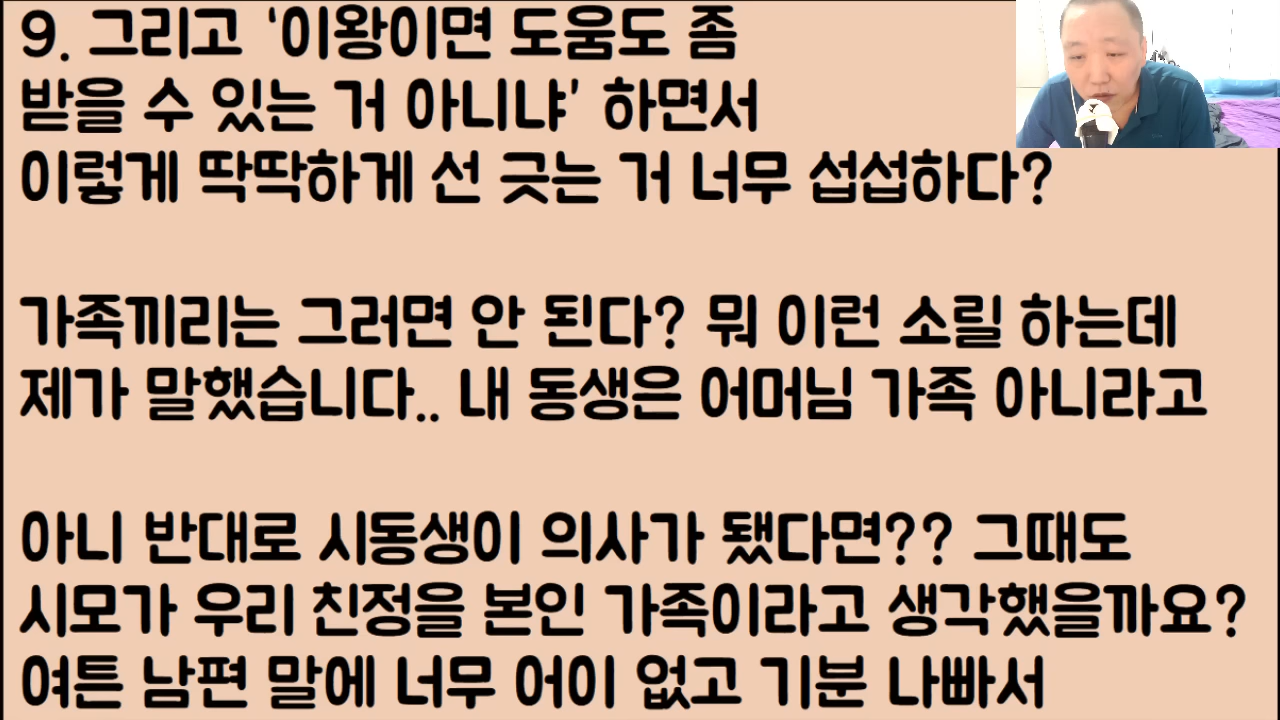 9. 그리고 '이왕이면 도움도 좀
받을 수 있는 거 아니냐' 하면서
이렇게 딱딱하게 선 긋는 거 너무 섭섭하다?
가족끼리는 그러면 안 된다? 뭐 이런 소릴 하는데
제가 말했습니다.. 내 동생은 어머님 가족 아니라고
아니 반대로 시동생이 의사가 됐다면?? 그때도
시모가 우리 친정을 본인 가족이라고 생각했을까요?
여튼 남편 말에 너무 어이 없고 기분 나빠서